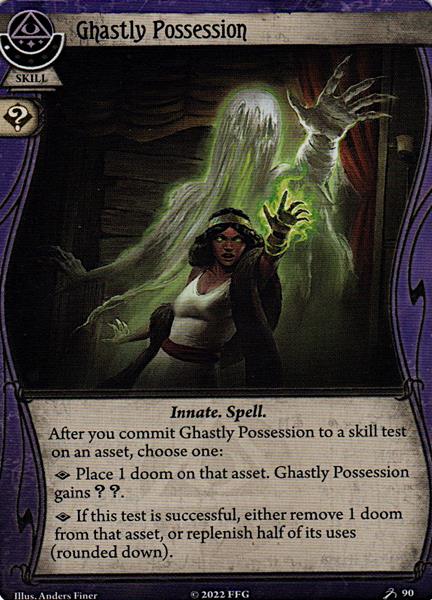 Ghastly Possession
SKILL
?
Innate. Spell.
After you commit Ghastly Possession to a skill test
on an asset, choose one:
Place 1 doom on that asset. Ghastly Possession
gains ? ?.
If this test is successful, either remove 1 doom
from that asset, or replenish half of its uses
(rounded down).
Illus. Anders Finer
© 2022 FFG
90